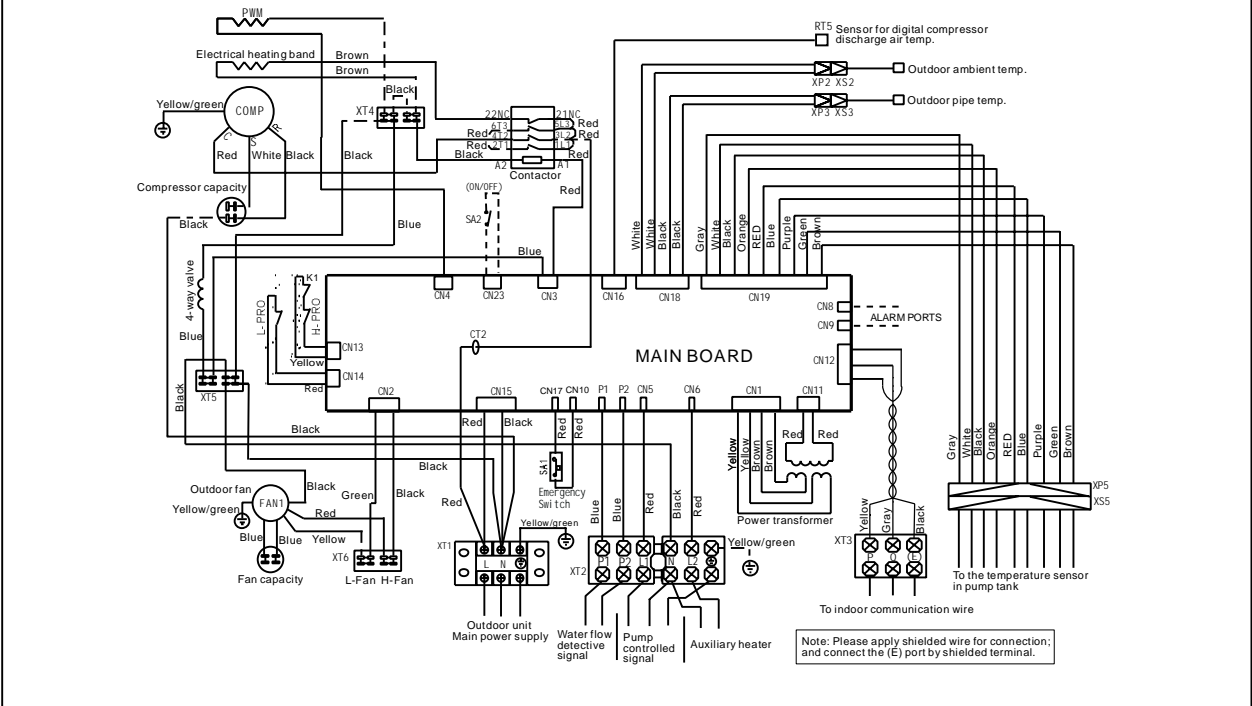 PWM
RT5
Sensor for digital compressor
discharge air temp.
Electrical heating band
Brown
Brown
XP2 XS2
Outdoor ambient temp.
Black
Yellow/green
COMP
XT4
XP3 XS3
Outdoor pipe temp.
22NC
21NC
Red
6T3
5L3
Red
4T2
3L2
Red
Red
2T1
1L1
C
S
R
Red
White
Black
Black
Black
A2
A1
Red
Contactor
Compressor capacity
(ON/OFF)
SA2
Red
Black
Blue
Blue
White
White
Black
Black
Gray
White
Black
Orange
RED
Blue
Purple
Green
Brown
4-way valve
Blue
K1
L-PRO
H-PRO
CN4
CN23
CN3
CN16
CN18
CN19
CN8
CN9
ALARM PORTS
CT2
MAIN BOARD
CN13
Yellow
CN14
Red
CN12
XT5
Black
CN2
CN15
CN17
CN10
P1
P2
CN5
CN6
CN1
CN11
Red
Black
Red
Red
Black
Black
Yellow
Yellow
Brown
Brown
Red
Red
Gray
White
Black
Orange
RED
Blue
Purple
Green
Brown
SA1
Emergency
Switch
Outdoor fan
Yellow/green
FAN1
Black
Green
Black
Red
Red
Yellow
Blue
Blue
Blue
Blue
Red
Black
Red
Power transformer
XP5
XS5
Yellow
Gray
Black
Yellow/green
Yellow/green
XT6
L-Fan
H-Fan
Fan capacity
XT1
L
N
XT2
P1
P2
L1
N
L2
XT3
P
Q
(E)
To the temperature sensor
in pump tank
Outdoor unit
Main power supply
Water flow
detective
signal
Pump
controlled
signal
Auxiliary heater
To indoor communication wire
Note: Please apply shielded wire for connection;
and connect the (E) port by shielded terminal.